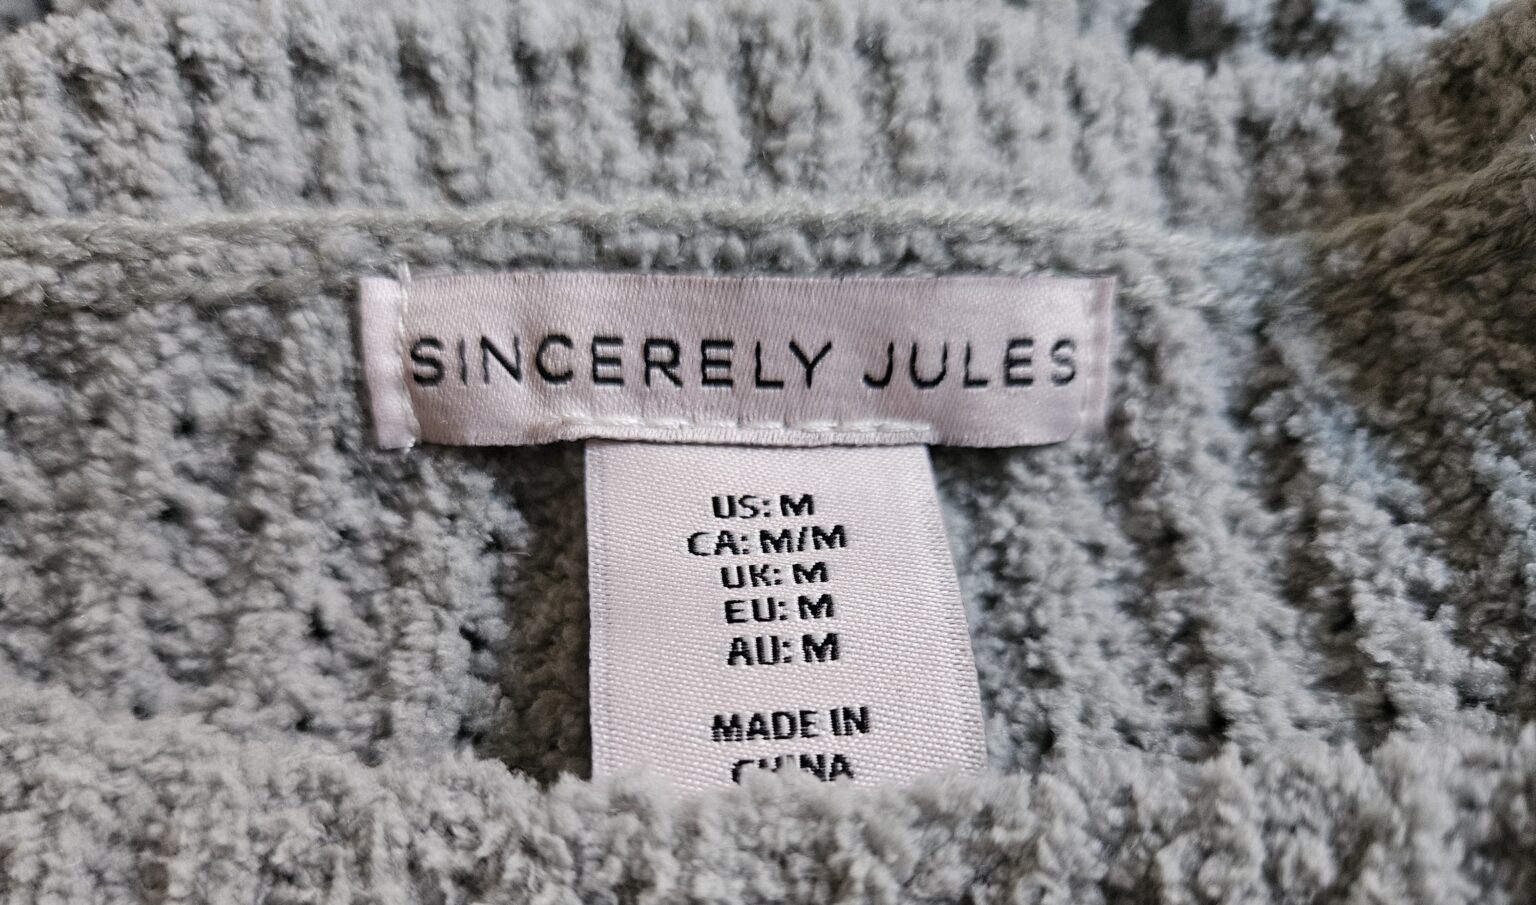 SINCERELY JULES
US: M
CA: M/M
UK: M
EU: M
AU: M
MADE IN
CHINA